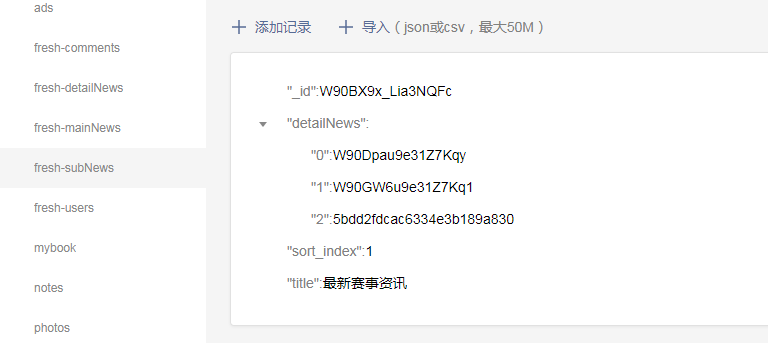 ads
fresh-comments
fresh-detailNews
fresh-mainNews
fresh-subNews
fresh-users
mybook
notes
photos
添加记录 导入（json或csv，最大50M）
"_id":W90BX9x_Lia3NQFc
"detailNews":
"0":W90Dpau9e31Z7Kqy
"1":W90GW6u9e31Z7Kq1
"2":5bdd2fdcac6334e3b189a830
"sort_index":1
"title":最新赛事资讯